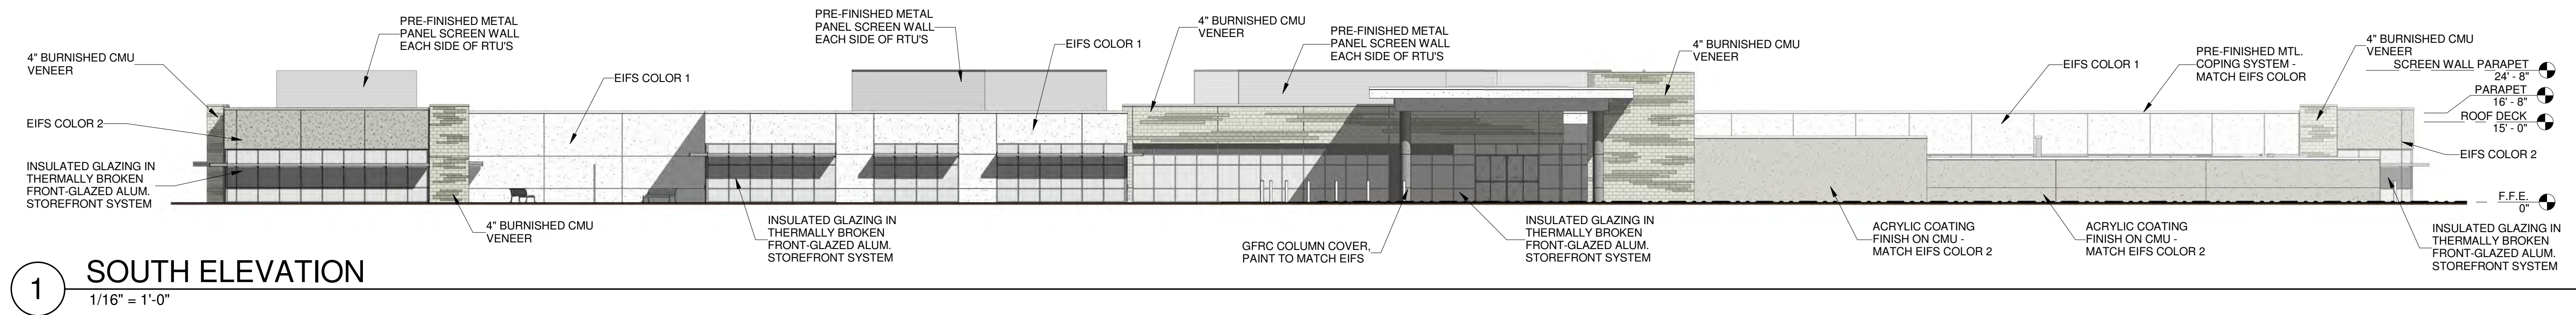 PRE-FINISHED METAL
PANEL SCREEN WALL
EACH SIDE OF RTU'S
PRE-FINISHED METAL
PANEL SCREEN WALL
EACH SIDE OF RTU'S
4" BURNISHED CMU
VENEER
PRE-FINISHED METAL
PANEL SCREEN WALL
EACH SIDE OF RTU'S
EIFS COLOR 1
4" BURNISHED CMU
VENEER
4" BURNISHED CMU
VENEER
EIFS COLOR 1
EIFS COLOR 1
PRE-FINISHED MTL.
COPING SYSTEM -
MATCH EIFS COLOR
4" BURNISHED CMU
VENEER
SCREEN WALL PARAPET
24' - 8"
PARAPET
16' - 8"
ROOF DECK
15' - 0"
EIFS COLOR 2
EIFS COLOR 2
INSULATED GLAZING IN
THERMALLY BROKEN
FRONT-GLAZED ALUM.
STOREFRONT SYSTEM
F.F.E.
0"
4" BURNISHED CMU
VENEER
INSULATED GLAZING IN
THERMALLY BROKEN
FRONT-GLAZED ALUM.
STOREFRONT SYSTEM
GFRC COLUMN COVER,
PAINT TO MATCH EIFS
INSULATED GLAZING IN
THERMALLY BROKEN
FRONT-GLAZED ALUM.
STOREFRONT SYSTEM
ACRYLIC COATING
FINISH ON CMU -
MATCH EIFS COLOR 2
ACRYLIC COATING
FINISH ON CMU -
MATCH EIFS COLOR 2
INSULATED GLAZING IN
THERMALLY BROKEN
FRONT-GLAZED ALUM.
STOREFRONT SYSTEM
1
SOUTH ELEVATION
1/16" = 1'-0"